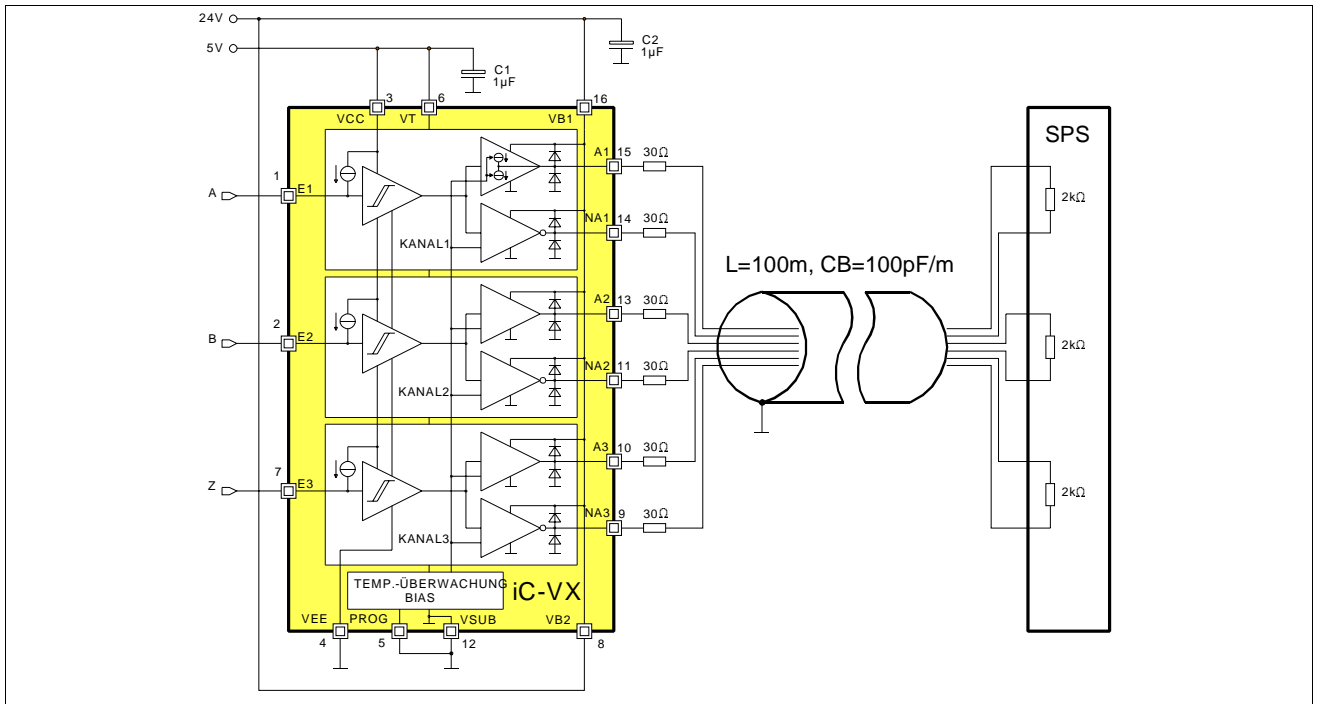 24V
C2
1µF
5V
C1
1µF
3
6
16
VCC
VT
VB1
SPS
A1
15
30Ω
1
A
E1
2kΩ
NA1
14
30Ω
KANAL1
L=100m, CB=100pF/m
A2
13
30Ω
2
B
E2
2kΩ
NA2
11
30Ω
KANAL2
A3
10
30Ω
7
Z
E3
2kΩ
NA3
9
30Ω
KANAL3
TEMP.-ÜBERWACHUNG
BIAS
iC-VX
VEE
PROG
VSUB
VB2
4
5
12
8